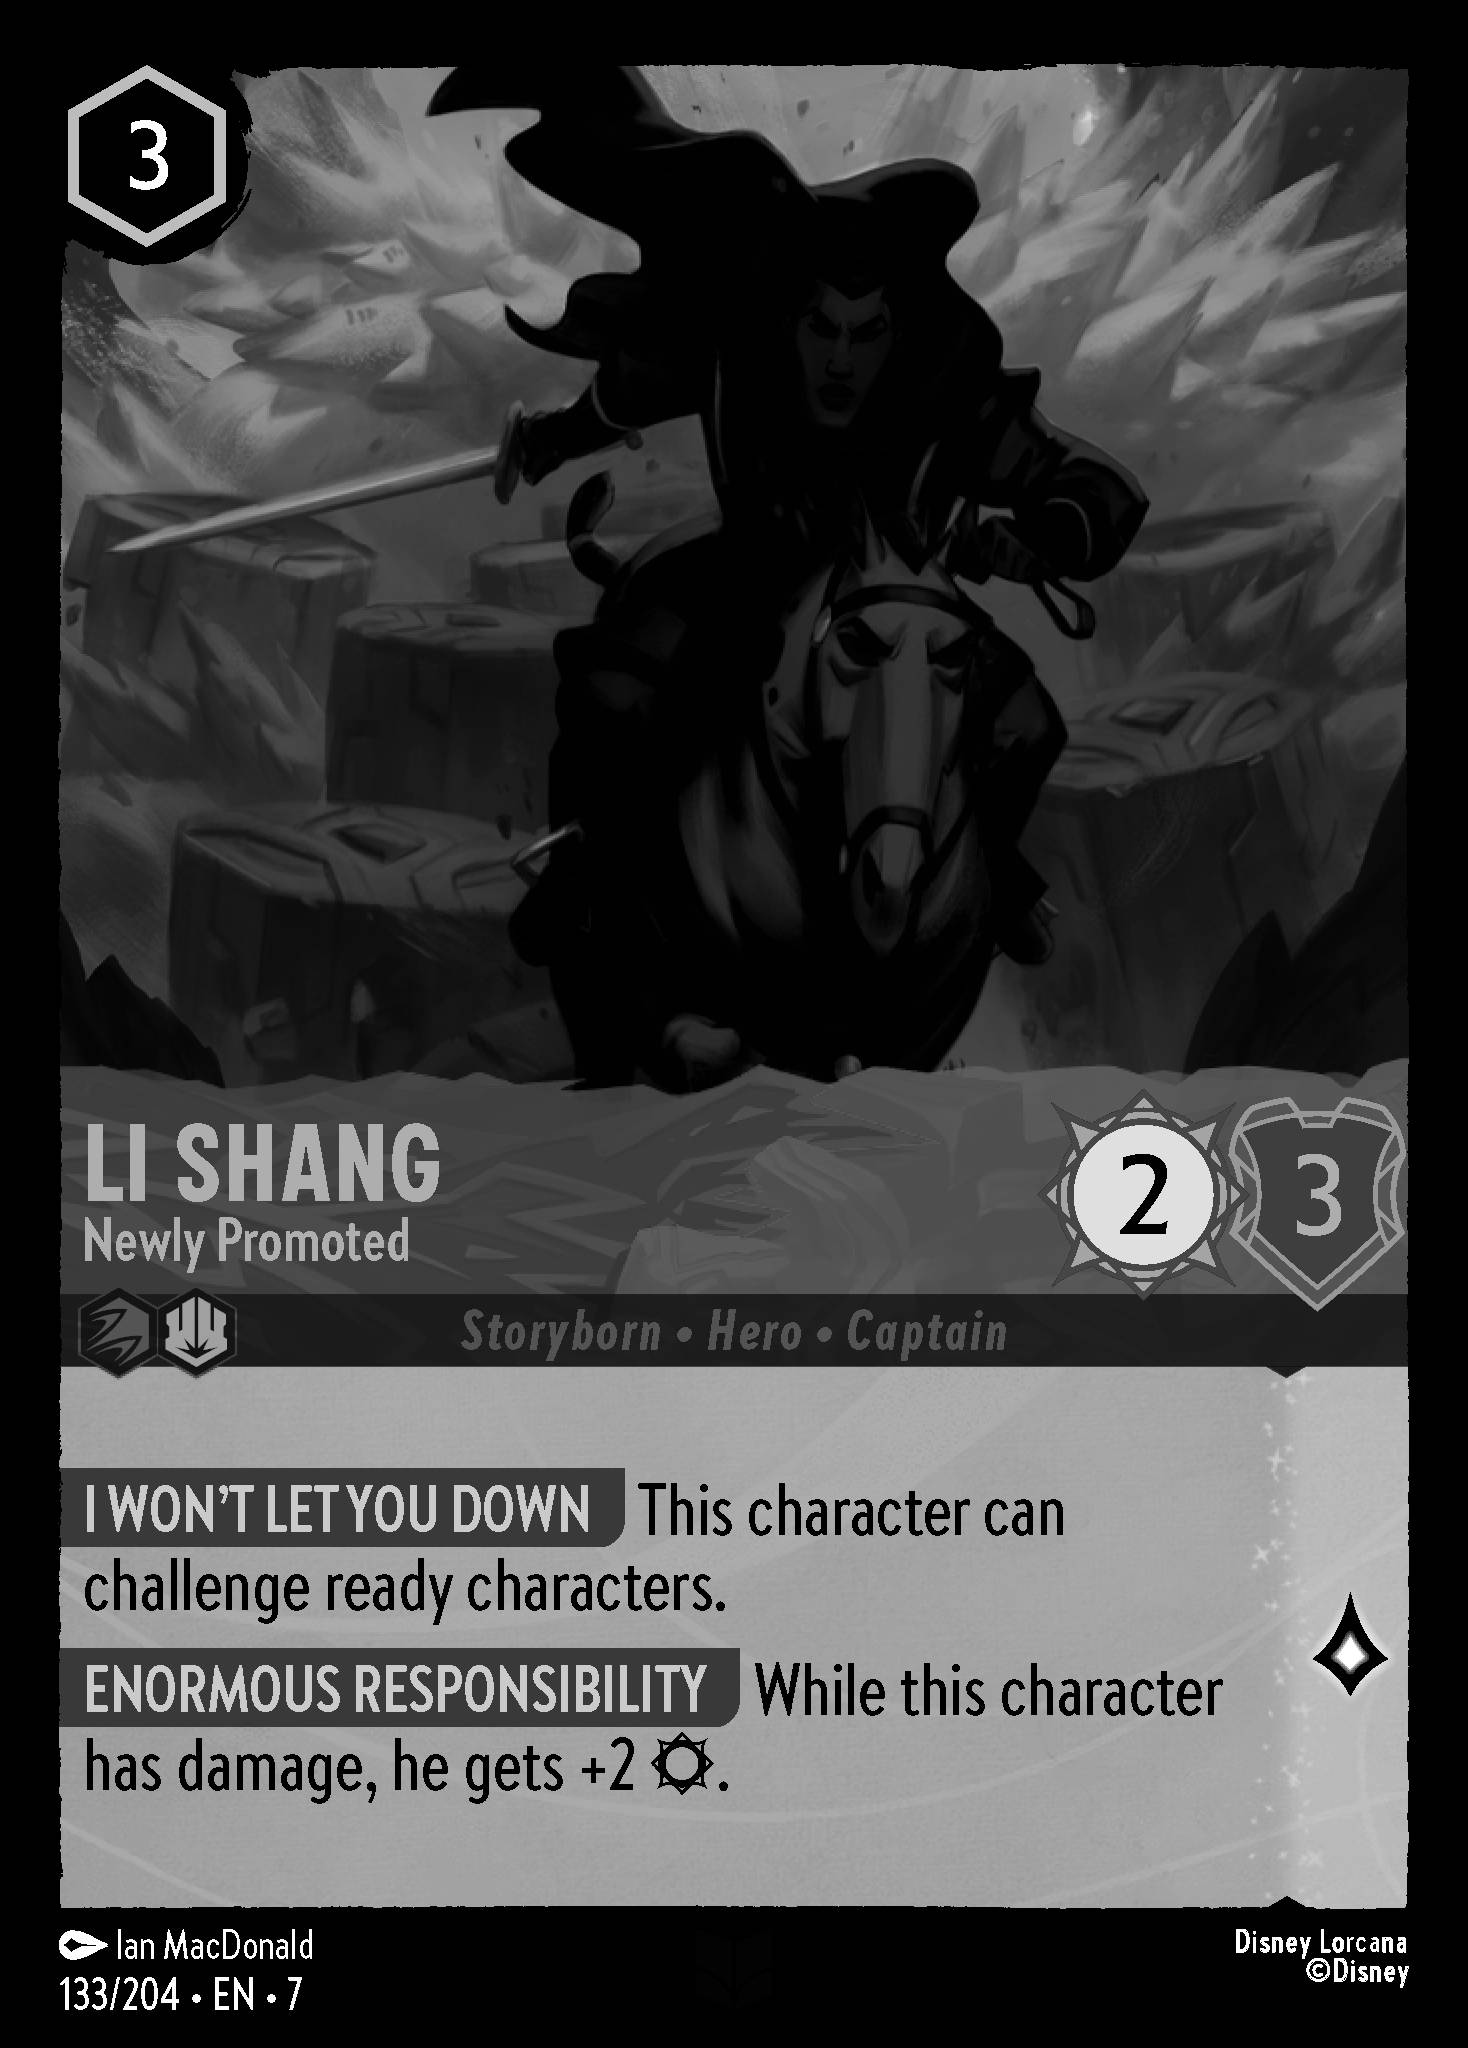 3
LI SHANG
Newly Promoted
2
3
Storyborn • Hero • Captain
I WON'T LET YOU DOWN This character can
challenge ready characters.
ENORMOUS RESPONSIBILITY While this character
has damage, he gets +2 .
Ian MacDonald
133/204 • EN • 7
Disney Lorcana
©Disney